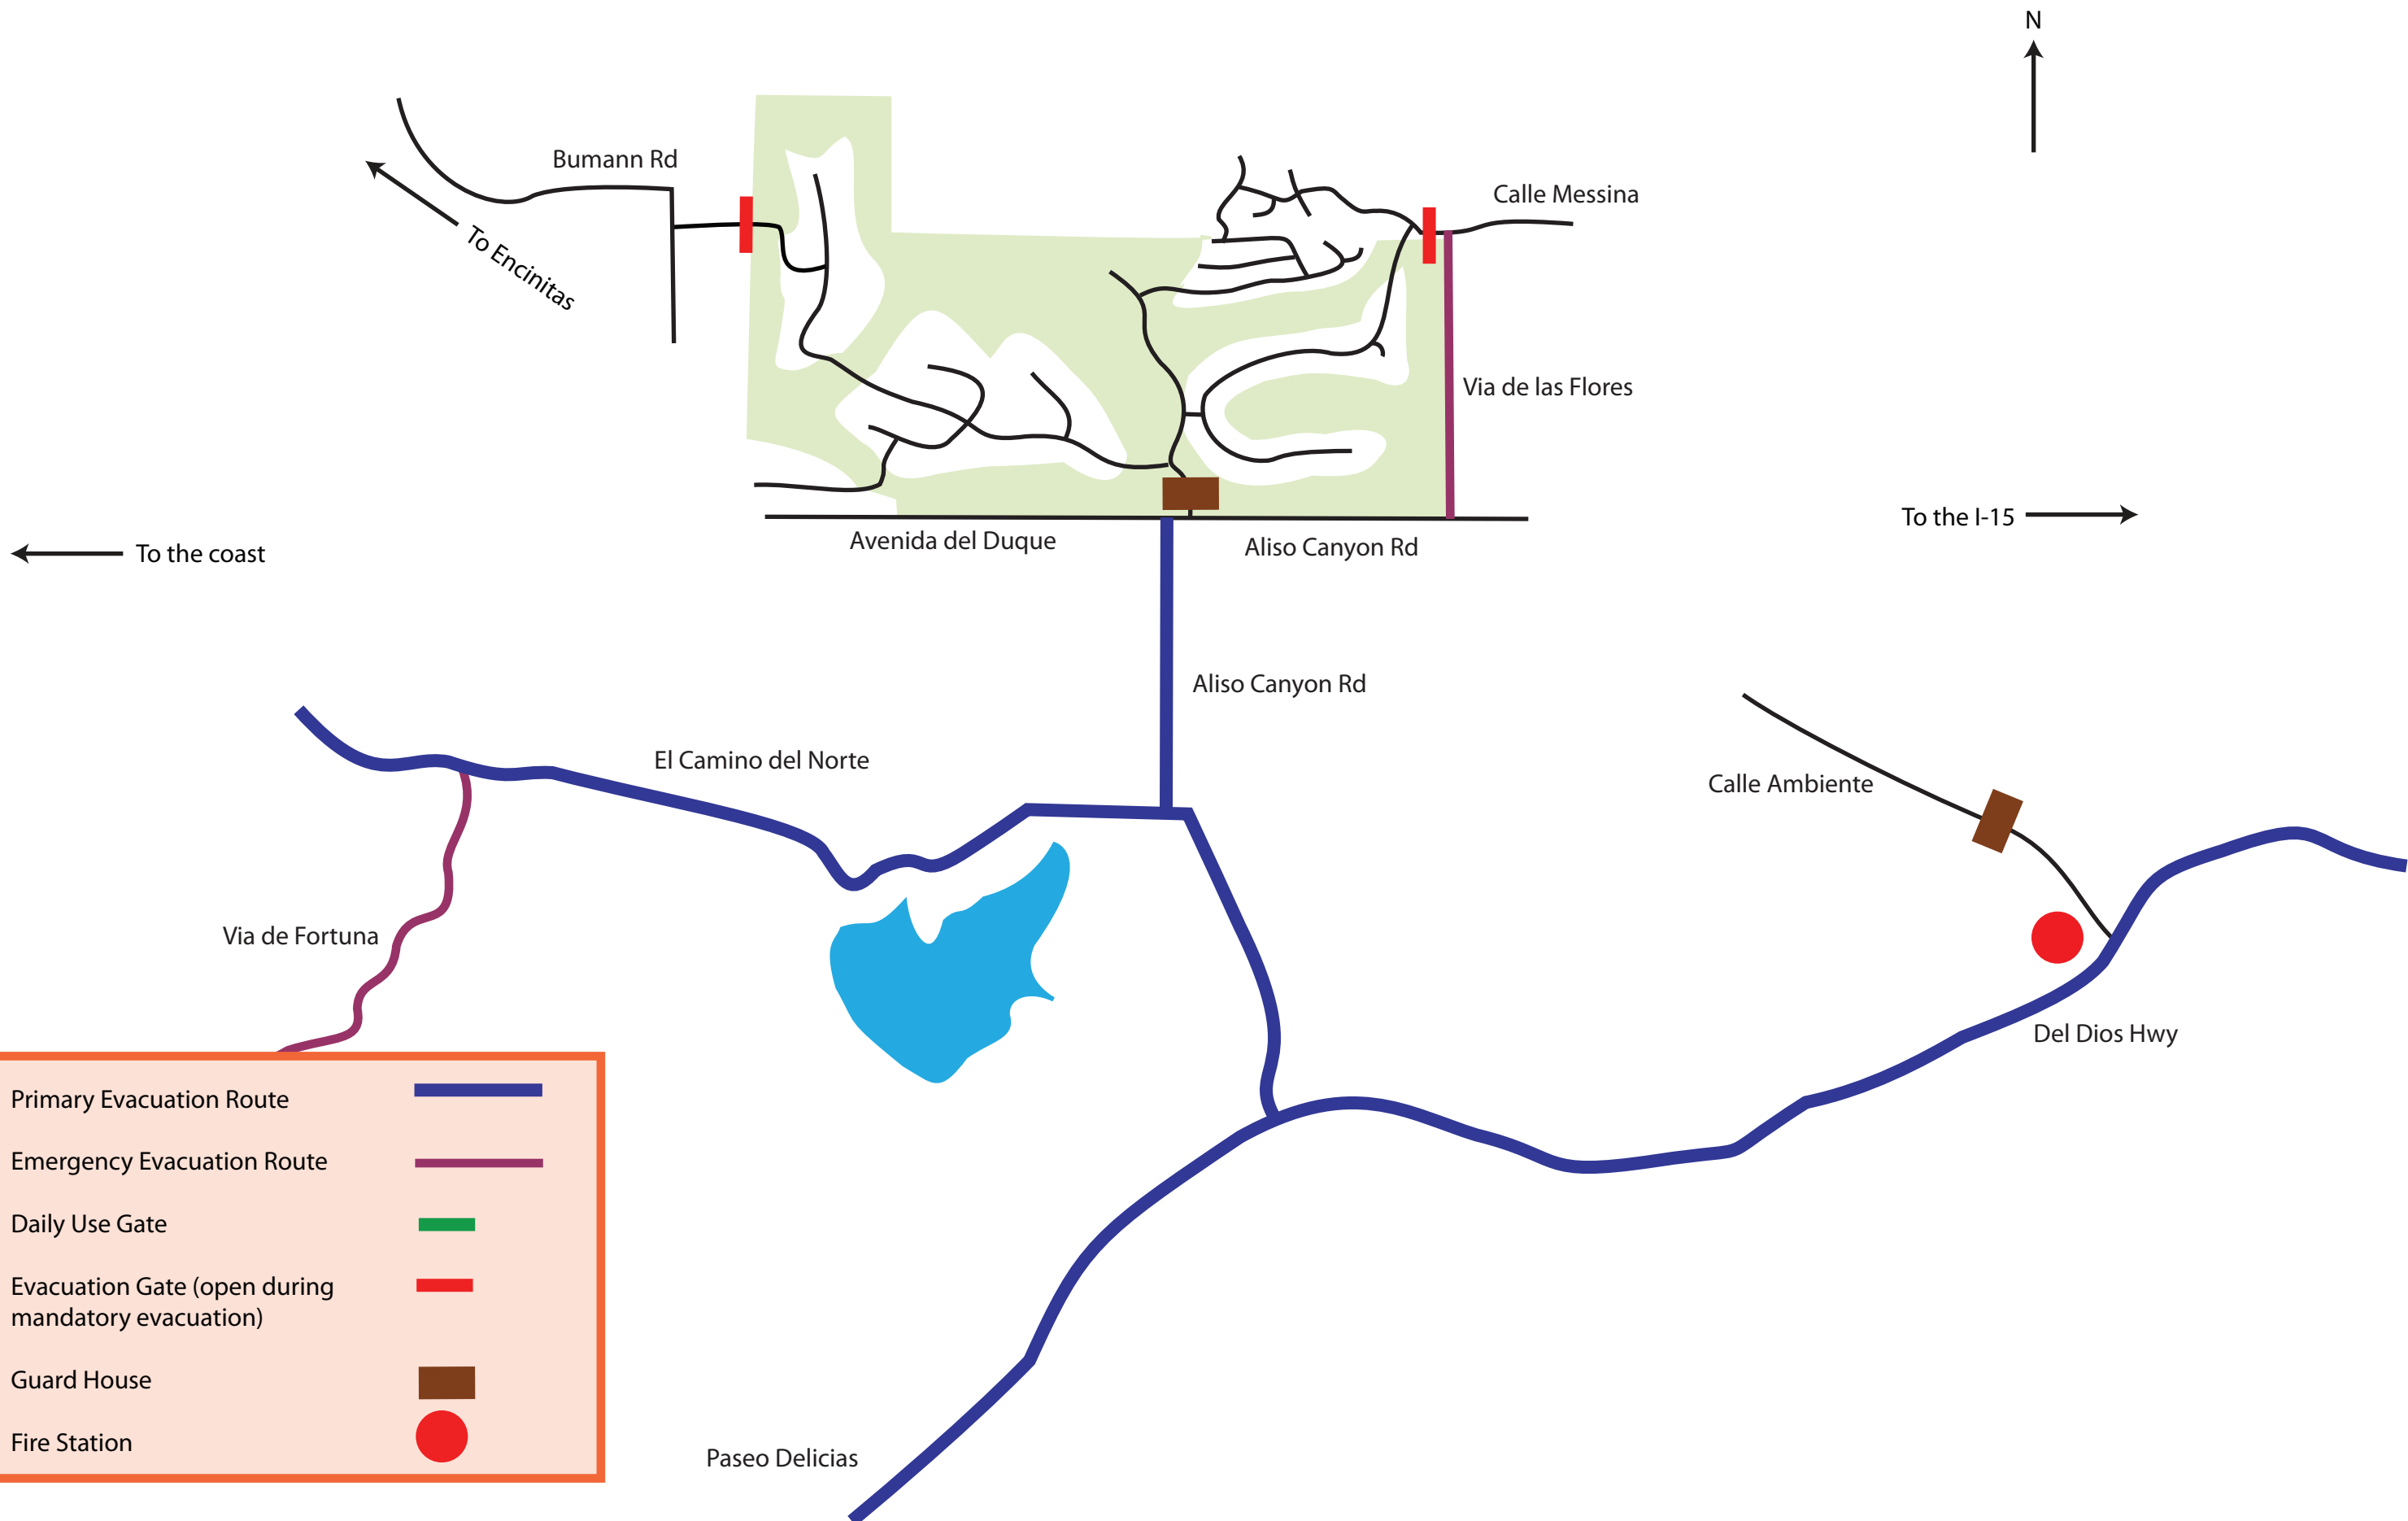 N
Bumann Rd
Calle Messina
To Encinitas
Via de las Flores
To the I-15
Avenida del Duque
Aliso Canyon Rd
To the coast
Aliso Canyon Rd
El Camino del Norte
Calle Ambiente
Via de Fortuna
Del Dios Hwy
Primary Evacuation Route
Emergency Evacuation Route
Daily Use Gate
Evacuation Gate (open during
mandatory evacuation)
Guard House
Fire Station
Paseo Delicias